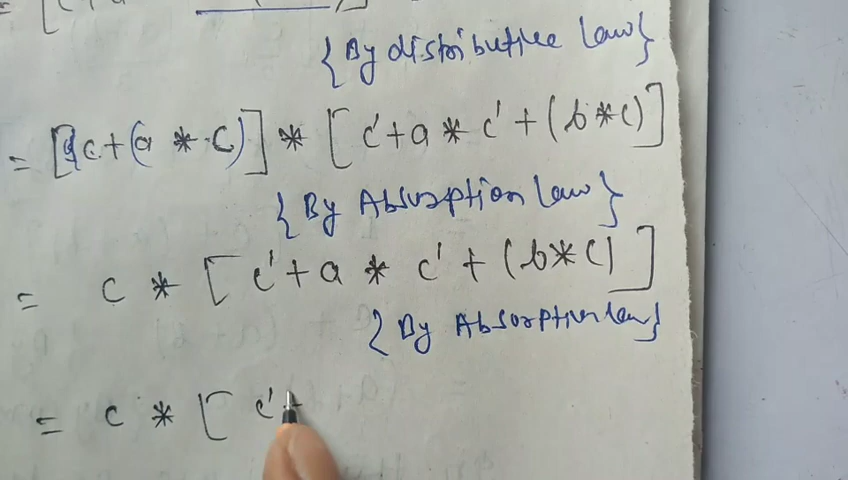 {By distributive law}
= [c+(a * c)] * [c'+a * c' + (b*c)]
{By Absorption law}
= c * [c'+a * c' + (b*c)]
{By Absorption law}
= c * [c'+